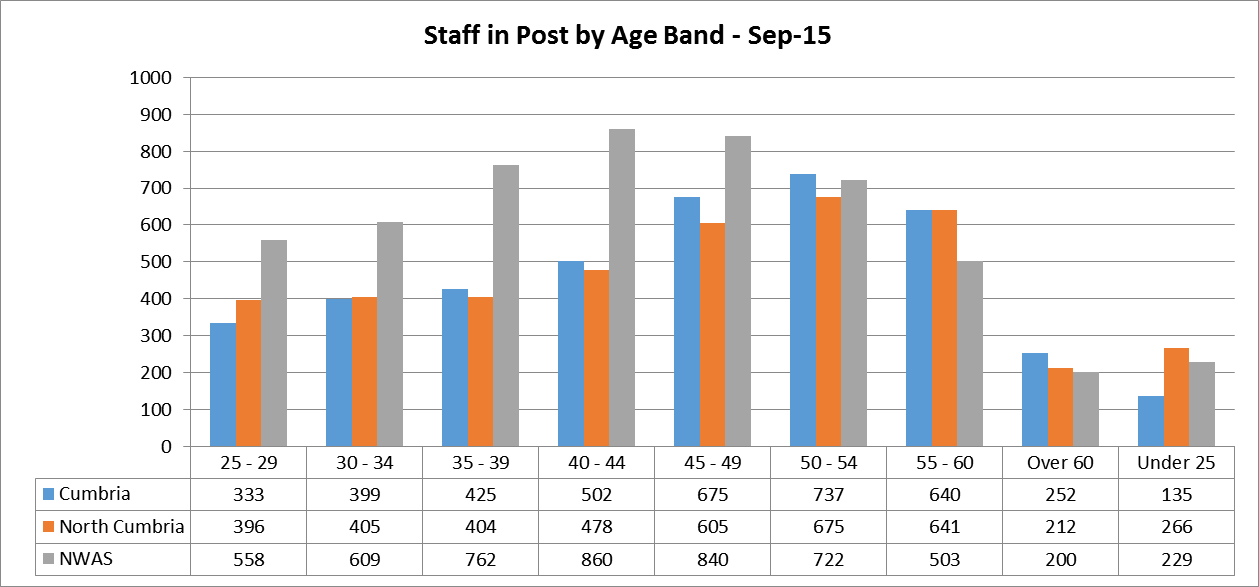 Staff in Post by Age Band - Sep-15
1000
900
800
700
600
500
400
300
200
100
0
25 - 29 30 - 34 35 - 39 40 - 44 45 - 49 50 - 54 55 - 60 Over 60 Under 25
Cumbria 333 399 425 502 675 737 640 252 135
North Cumbria 396 405 404 478 605 675 641 212 266
NWAS 558 609 762 860 840 722 503 200 229